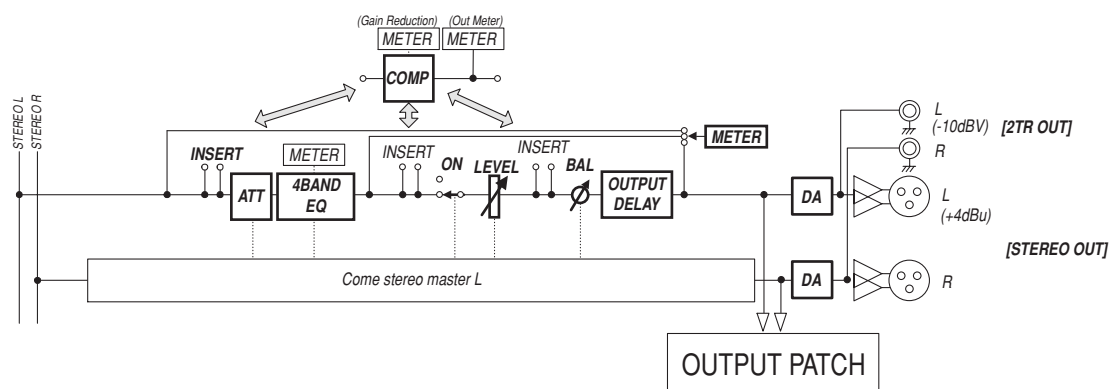 (Gain Reduction) (Out Meter)
METER METER
COMP
STEREO L
STEREO R
METER
INSERT METER INSERT ON LEVEL INSERT BAL
ATT 4BAND EQ OUTPUT DELAY
Come stereo master L
DA
DA
L
(-10dBV) [2TR OUT]
R
L
(+4dBu)
[STEREO OUT]
R
OUTPUT PATCH